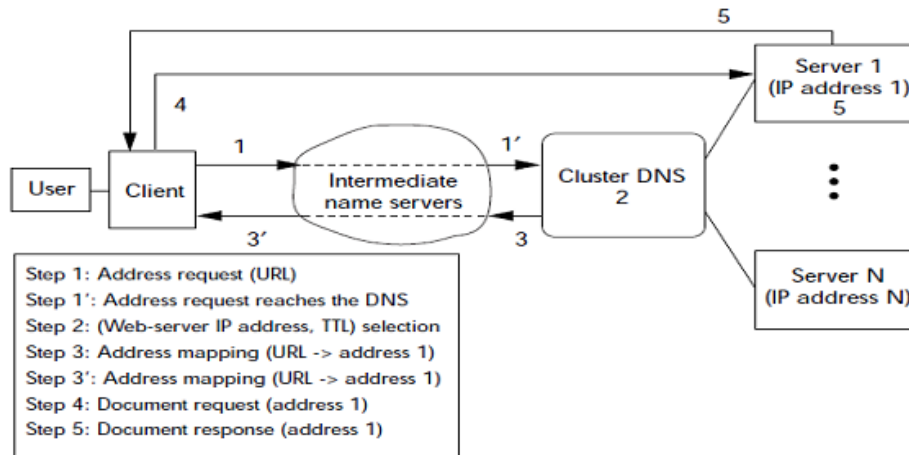 5
Server 1
(IP address 1)
5
4
1
1′
User
Client
Intermediate
name servers
Cluster DNS
2
3′
3
Server N
(IP address N)
Step 1: Address request (URL)
Step 1′: Address request reaches the DNS
Step 2: (Web-server IP address, TTL) selection
Step 3: Address mapping (URL -> address 1)
Step 3′: Address mapping (URL -> address 1)
Step 4: Document request (address 1)
Step 5: Document response (address 1)